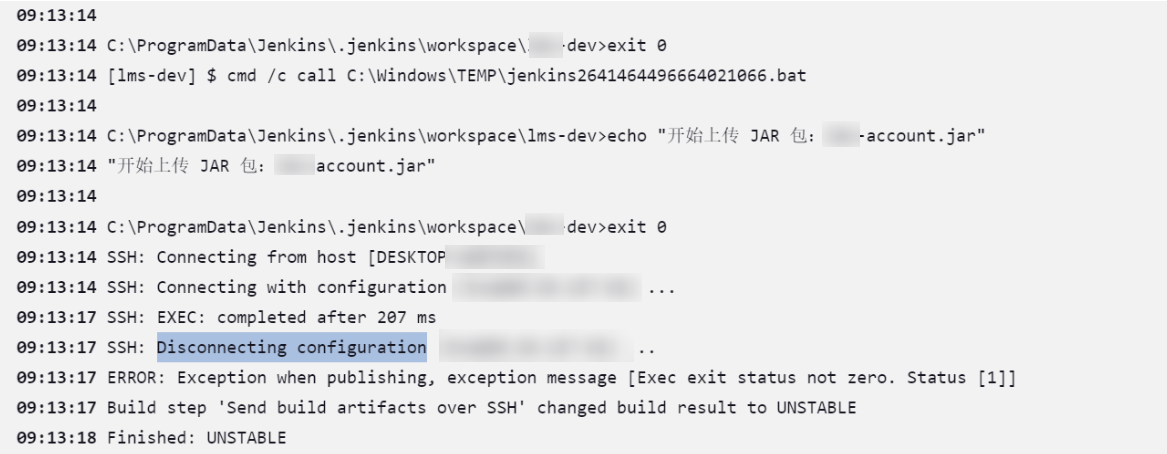 09:13:14
09:13:14 C:\ProgramData\Jenkins\.jenkins\workspace\ -dev>exit 0
09:13:14 [lms-dev] $ cmd /c call C:\Windows\TEMP\jenkins2641464496664021066.bat
09:13:14
09:13:14 C:\ProgramData\Jenkins\.jenkins\workspace\lms-dev>echo "开始上传 JAR 包: -account.jar"
09:13:14 "开始上传 JAR 包: account.jar"
09:13:14
09:13:14 C:\ProgramData\Jenkins\.jenkins\workspace\ -dev>exit 0
09:13:14 SSH: Connecting from host [DESKTOP
09:13:14 SSH: Connecting with configuration ...
09:13:17 SSH: EXEC: completed after 207 ms
09:13:17 SSH: Disconnecting configuration ..
09:13:17 ERROR: Exception when publishing, exception message [Exec exit status not zero. Status [1]]
09:13:17 Build step 'Send build artifacts over SSH' changed build result to UNSTABLE
09:13:18 Finished: UNSTABLE